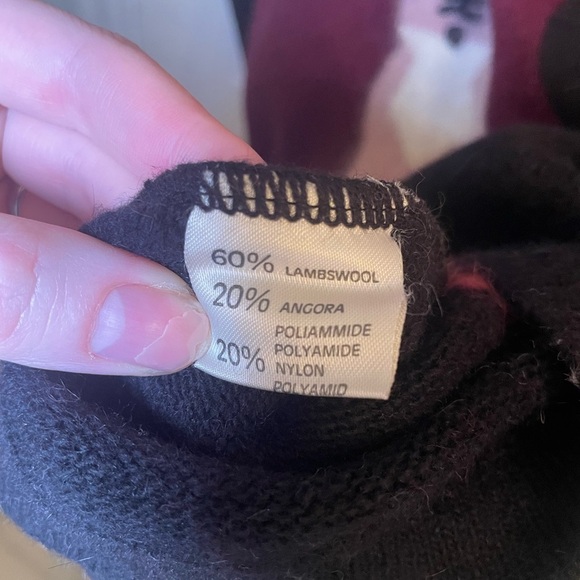 60% LAMBSWOOL
20% ANGORA
POLIAMMIDE
20% POLYAMIDE
NYLON
POLYAMID